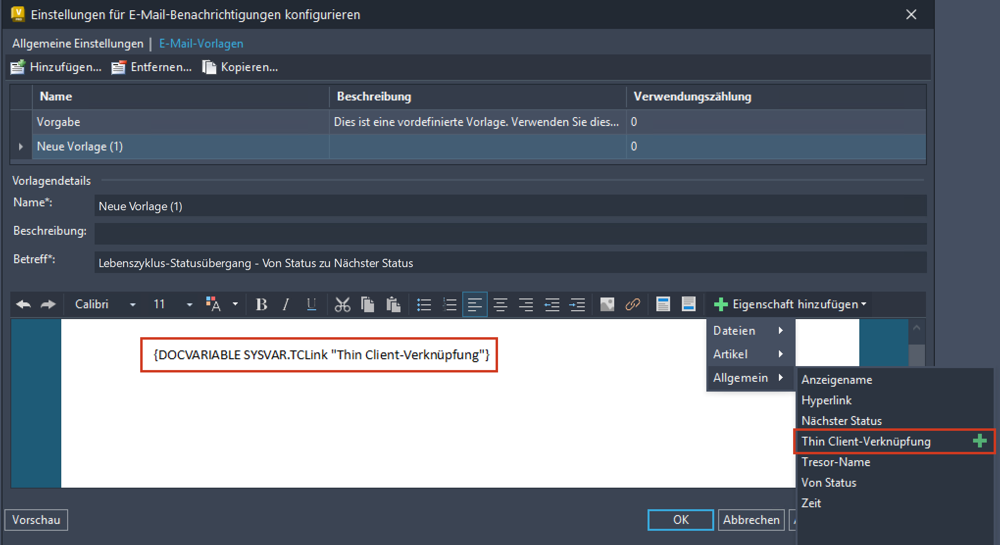 Einstellungen für E-Mail-Benachrichtigungen konfigurieren
Allgemeine Einstellungen | E-Mail-Vorlagen
Hinzufügen... Entfernen... Kopieren...
Name Beschreibung Verwendungszählung
Vorgabe Dies ist eine vordefinierte Vorlage. Verwenden Sie dies... 0
Neue Vorlage (1) 0
Vorlagendetails
Name*: Neue Vorlage (1)
Beschreibung:
Betreff*: Lebenszyklus-Statusübergang - Von Status zu Nächster Status
Calibri 11 A B I U Eigenschaft hinzufügen
{DOCVARIABLE SYSVAR.TCLink "Thin Client-Verknüpfung"}
Dateien
Artikel
Allgemein
Anzeigename
Hyperlink
Nächster Status
Thin Client-Verknüpfung
Tresor-Name
Von Status
Zeit
Vorschau OK Abbrechen